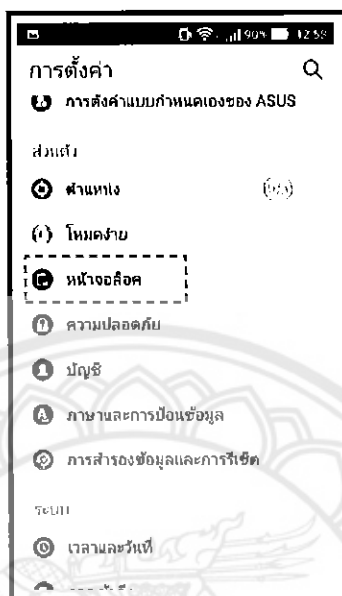 90% 12:58
การตั้งค่า
การตั้งค่าแบบกำหนดเองของ ASUS
ส่วนตัว
ตำแหน่ง
โหมดง่าย
หน้าจอล็อค
ความปลอดภัย
บัญชี
ภาษาและการป้อนข้อมูล
การสำรองข้อมูลและการรีเซ็ต
ระบบ
เวลาและวันที่